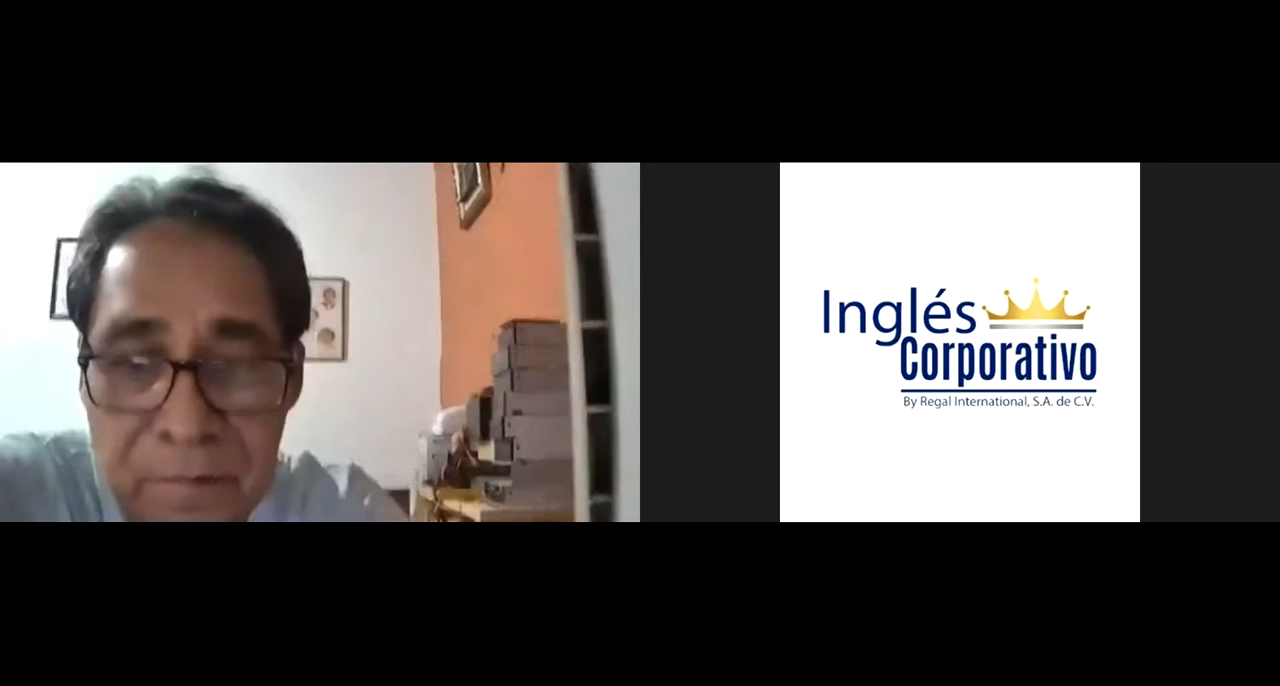 Inglés
Corporativo
By Regal International, S.A. de C.V.